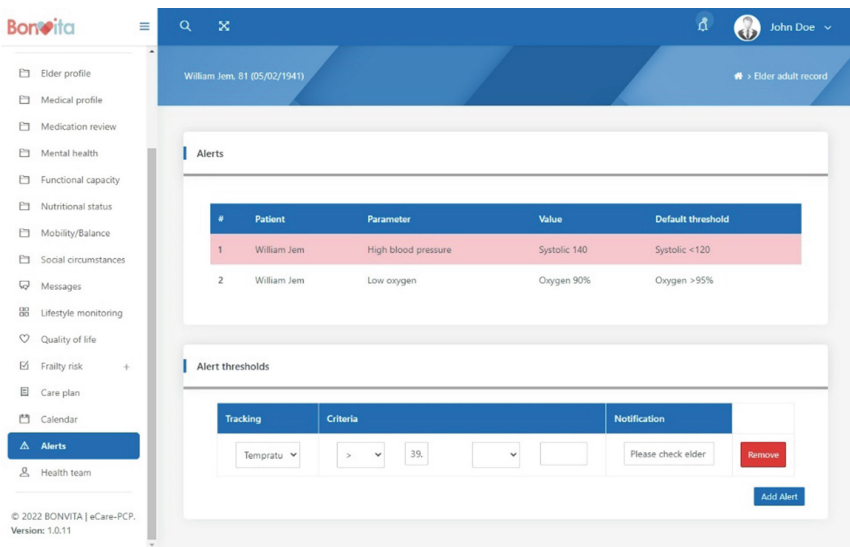 Bonvita
John Doe
Elder profile
Medical profile
Medication review
Mental health
Functional capacity
Nutritional status
Mobility/Balance
Social circumstances
Messages
Lifestyle monitoring
Quality of life
Frailty risk +
Care plan
Calendar
Alerts
Health team
© 2022 BONVITA | eCare-PCP.
Version: 1.0.11
William Jem, 81 (05/02/1941)
> Elder adult record
Alerts
# Patient Parameter Value Default threshold
1 William Jem High blood pressure Systolic 140 Systolic <120
2 William Jem Low oxygen Oxygen 90% Oxygen >95%
Alert thresholds
Tracking Criteria Notification
Tempratu > 39. Please check elder Remove
Add Alert